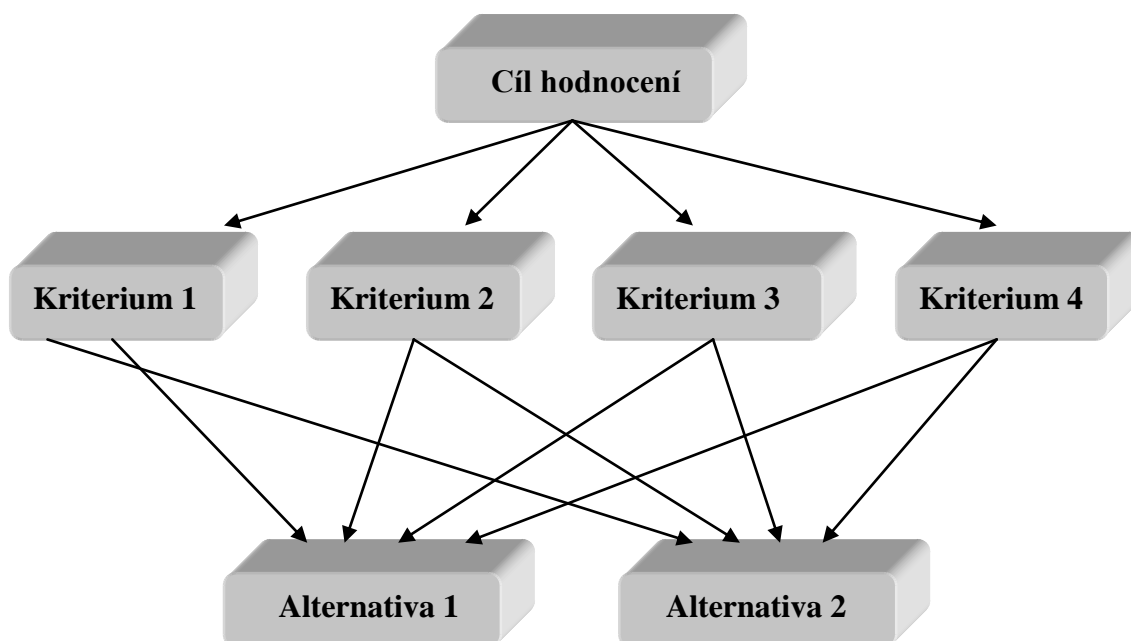 Cíl hodnocení
Kriterium 1
Kriterium 2
Kriterium 3
Kriterium 4
Alternativa 1
Alternativa 2